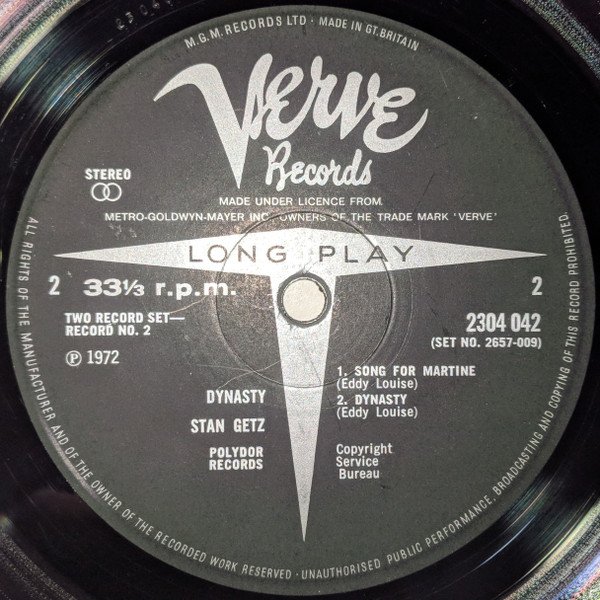 M.G.M. RECORDS LTD · MADE IN GT. BRITAIN
Verve
Records
STEREO
MADE UNDER LICENCE FROM
METRO-GOLDWYN-MAYER INC., OWNERS OF THE TRADE MARK 'VERVE'
LONG PLAY
2 33⅓ r.p.m. 2
TWO RECORD SET—
RECORD NO. 2
℗ 1972
2304 042
(SET NO. 2657-009)
1. SONG FOR MARTINE
(Eddy Louise)
2. DYNASTY
(Eddy Louise)
DYNASTY
STAN GETZ
POLYDOR
RECORDS
Copyright
Service
Bureau
ALL RIGHTS OF THE MANUFACTURER AND OF THE OWNER OF THE RECORDED WORK RESERVED · UNAUTHORISED PUBLIC PERFORMANCE, BROADCASTING AND COPYING OF THIS RECORD PROHIBITED.